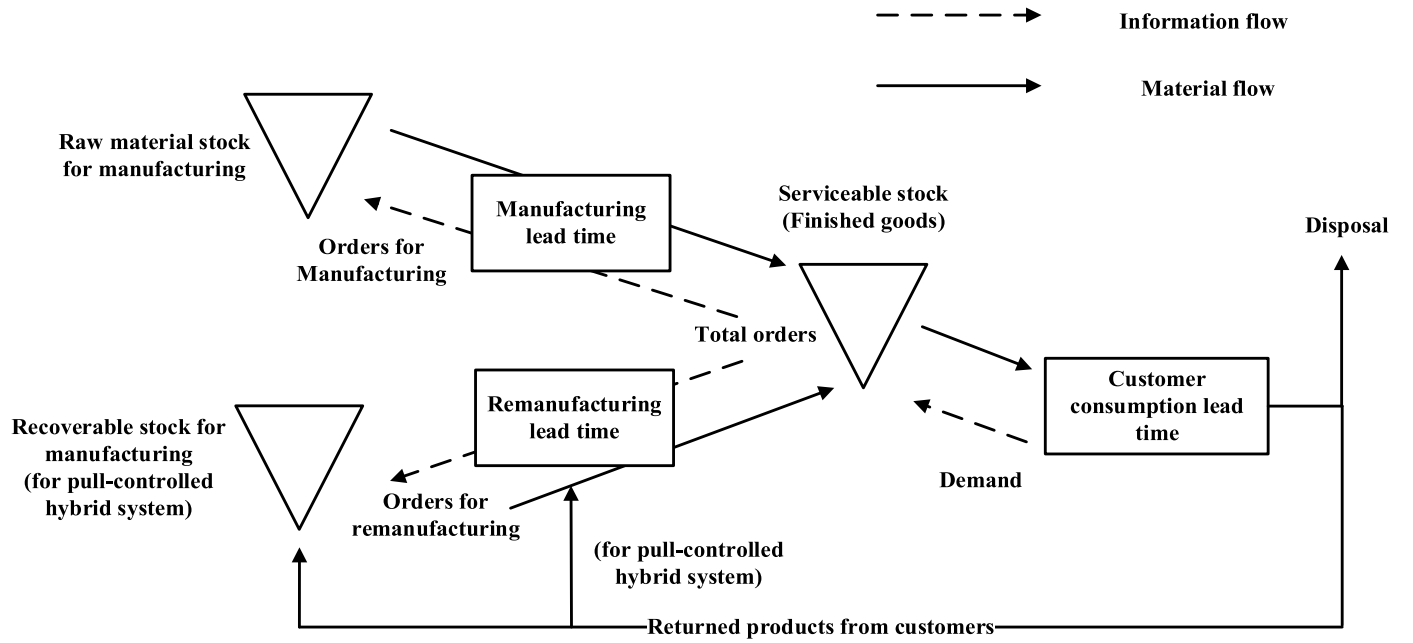 Information flow
Material flow
Raw material stock
for manufacturing
Manufacturing
lead time
Orders for
Manufacturing
Serviceable stock
(Finished goods)
Disposal
Total orders
Remanufacturing
lead time
Customer
consumption lead
time
Recoverable stock for
manufacturing
(for pull-controlled
hybrid system)
Orders for
remanufacturing
Demand
(for pull-controlled
hybrid system)
Returned products from customers